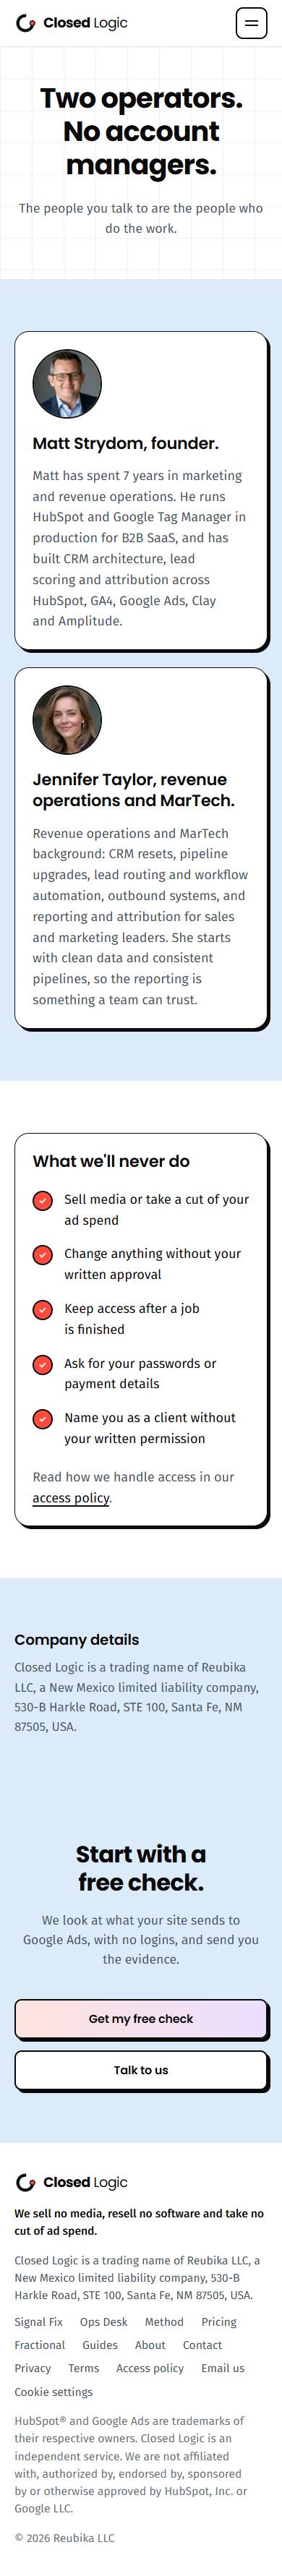 Closed Logic
Two operators.
No account
managers.
The people you talk to are the people who
do the work.
Matt Strydom, founder.
Matt has spent 7 years in marketing
and revenue operations. He runs
HubSpot and Google Tag Manager in
production for B2B SaaS, and has
built CRM architecture, lead
scoring and attribution across
HubSpot, GA4, Google Ads, Clay
and Amplitude.
Jennifer Taylor, revenue
operations and MarTech.
Revenue operations and MarTech
background: CRM resets, pipeline
upgrades, lead routing and workflow
automation, outbound systems, and
reporting and attribution for sales
and marketing leaders. She starts
with clean data and consistent
pipelines, so the reporting is
something a team can trust.
What we'll never do
Sell media or take a cut of your
ad spend
Change anything without your
written approval
Keep access after a job
is finished
Ask for your passwords or
payment details
Name you as a client without
your written permission
Read how we handle access in our
access policy.
Company details
Closed Logic is a trading name of Reubika
LLC, a New Mexico limited liability company,
530-B Harkle Road, STE 100, Santa Fe, NM
87505, USA.
Start with a
free check.
We look at what your site sends to
Google Ads, with no logins, and send you
the evidence.
Get my free check
Talk to us
Closed Logic
We sell no media, resell no software and take no
cut of ad spend.
Closed Logic is a trading name of Reubika LLC, a
New Mexico limited liability company, 530-B
Harkle Road, STE 100, Santa Fe, NM 87505, USA.
Signal Fix Ops Desk Method Pricing
Fractional Guides About Contact
Privacy Terms Access policy Email us
Cookie settings
HubSpot® and Google Ads are trademarks of
their respective owners. Closed Logic is an
independent service. We are not affiliated
with, authorized by, endorsed by, sponsored
by or otherwise approved by HubSpot, Inc. or
Google LLC.
© 2026 Reubika LLC